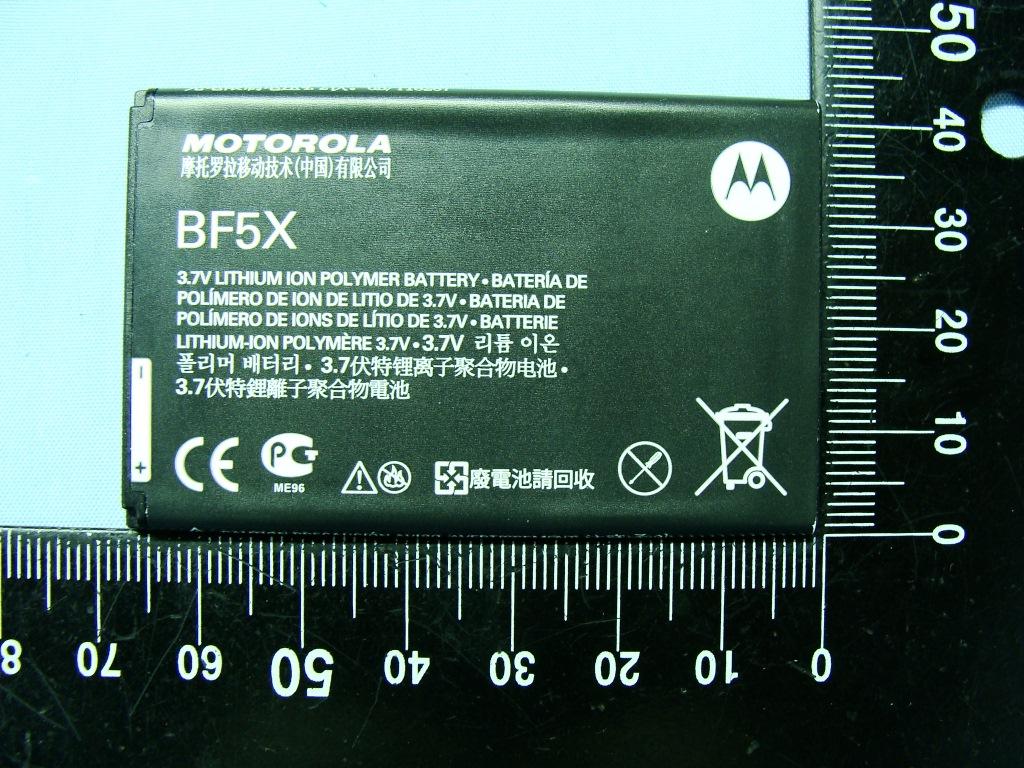 MOTOROLA
摩托罗拉移动技术(中国)有限公司
BF5X
3.7V LITHIUM ION POLYMER BATTERY • BATERÍA DE
POLÍMERO DE ION DE LITIO DE 3.7V • BATERIA DE
POLÍMERO DE IONS DE LÍTIO DE 3.7V • BATTERIE
LITHIUM-ION POLYMÈRE 3.7V • 3.7V 리튬 이온
폴리머 배터리 • 3.7伏特锂离子聚合物电池 •
3.7伏特鋰離子聚合物電池
- +
CE
ME96
廢電池請回收
50
40
30
20
10
0
80 70 60 50 40 30 20 10 0